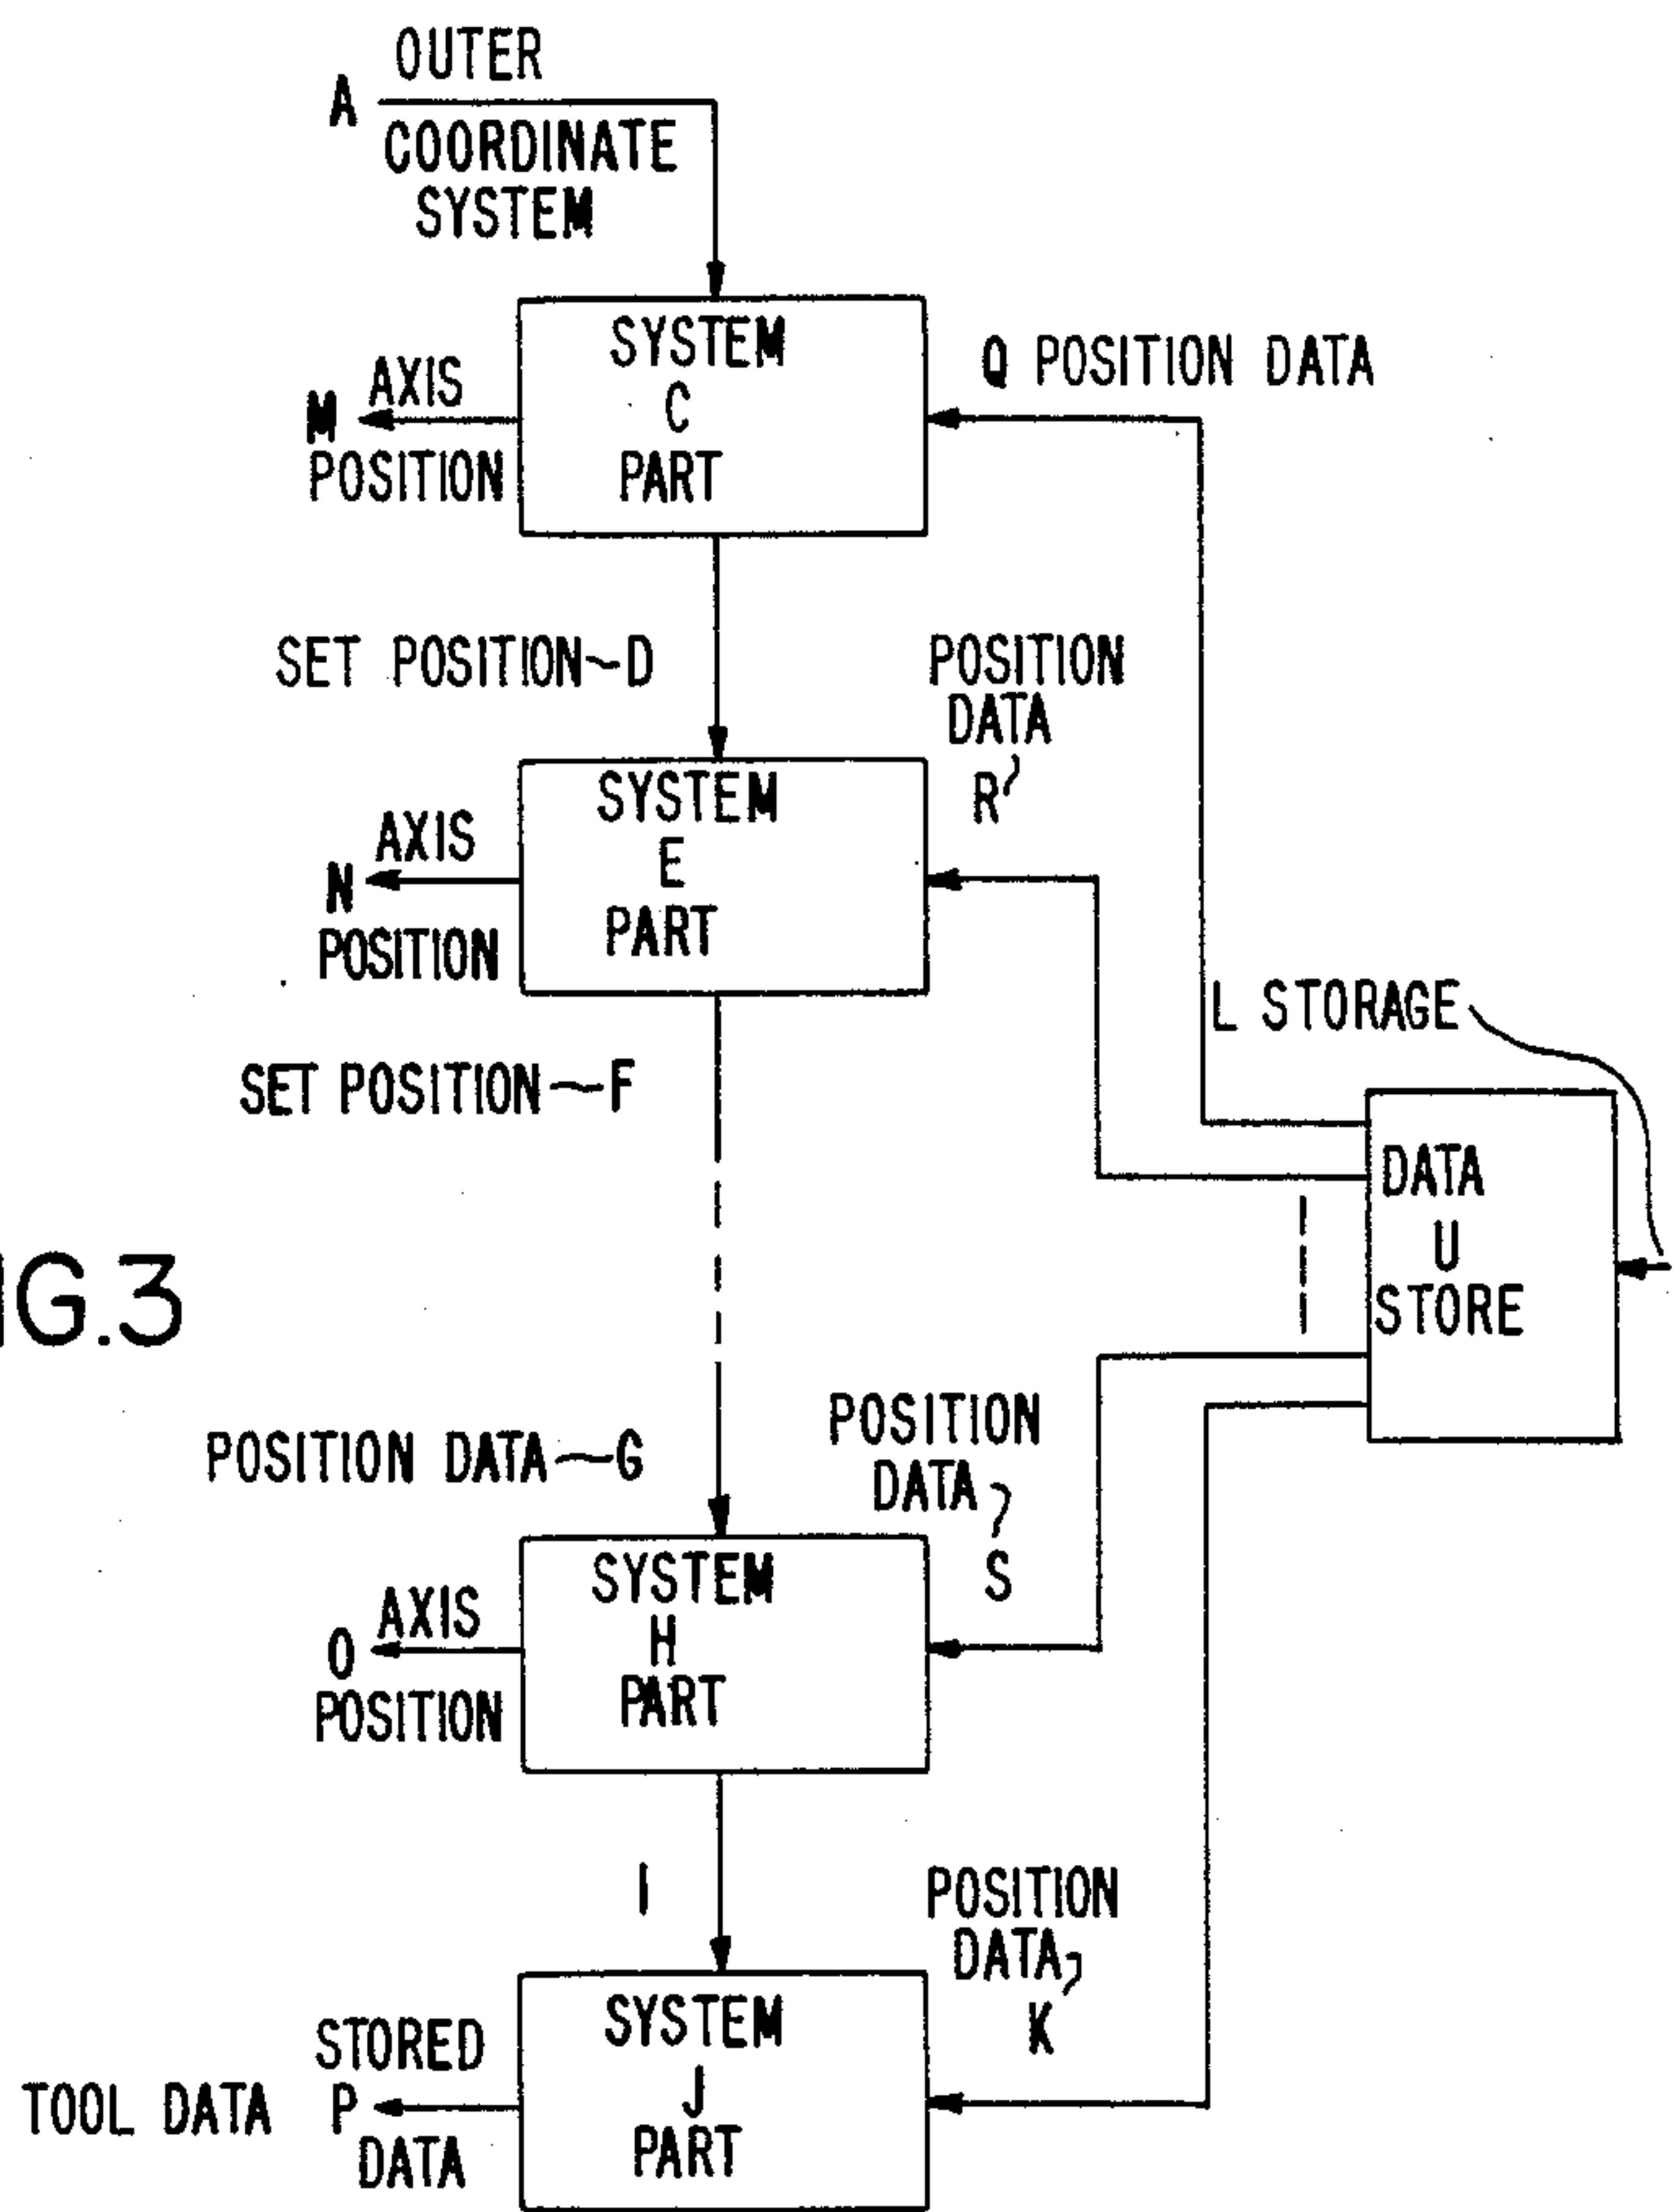 OUTER
A
COORDINATE
SYSTEM
SYSTEM
C
PART
AXIS
M
POSITION
Q POSITION DATA
SET POSITION~D
POSITION
DATA
R
SYSTEM
E
PART
AXIS
N
POSITION
L STORAGE
SET POSITION~F
DATA
U
STORE
IG.3
POSITION DATA~G
POSITION
DATA
S
SYSTEM
H
PART
AXIS
O
POSITION
I
POSITION
DATA
K
SYSTEM
J
PART
STORED
TOOL DATA P
DATA